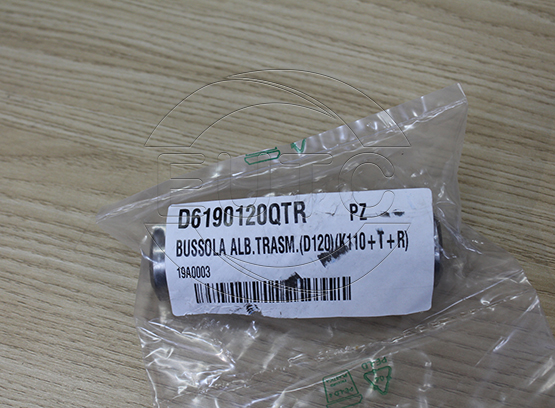 D6190120QTR PZ
BUSSOLA ALB.TRASM.(D120)(K110+T+R)
19A0003